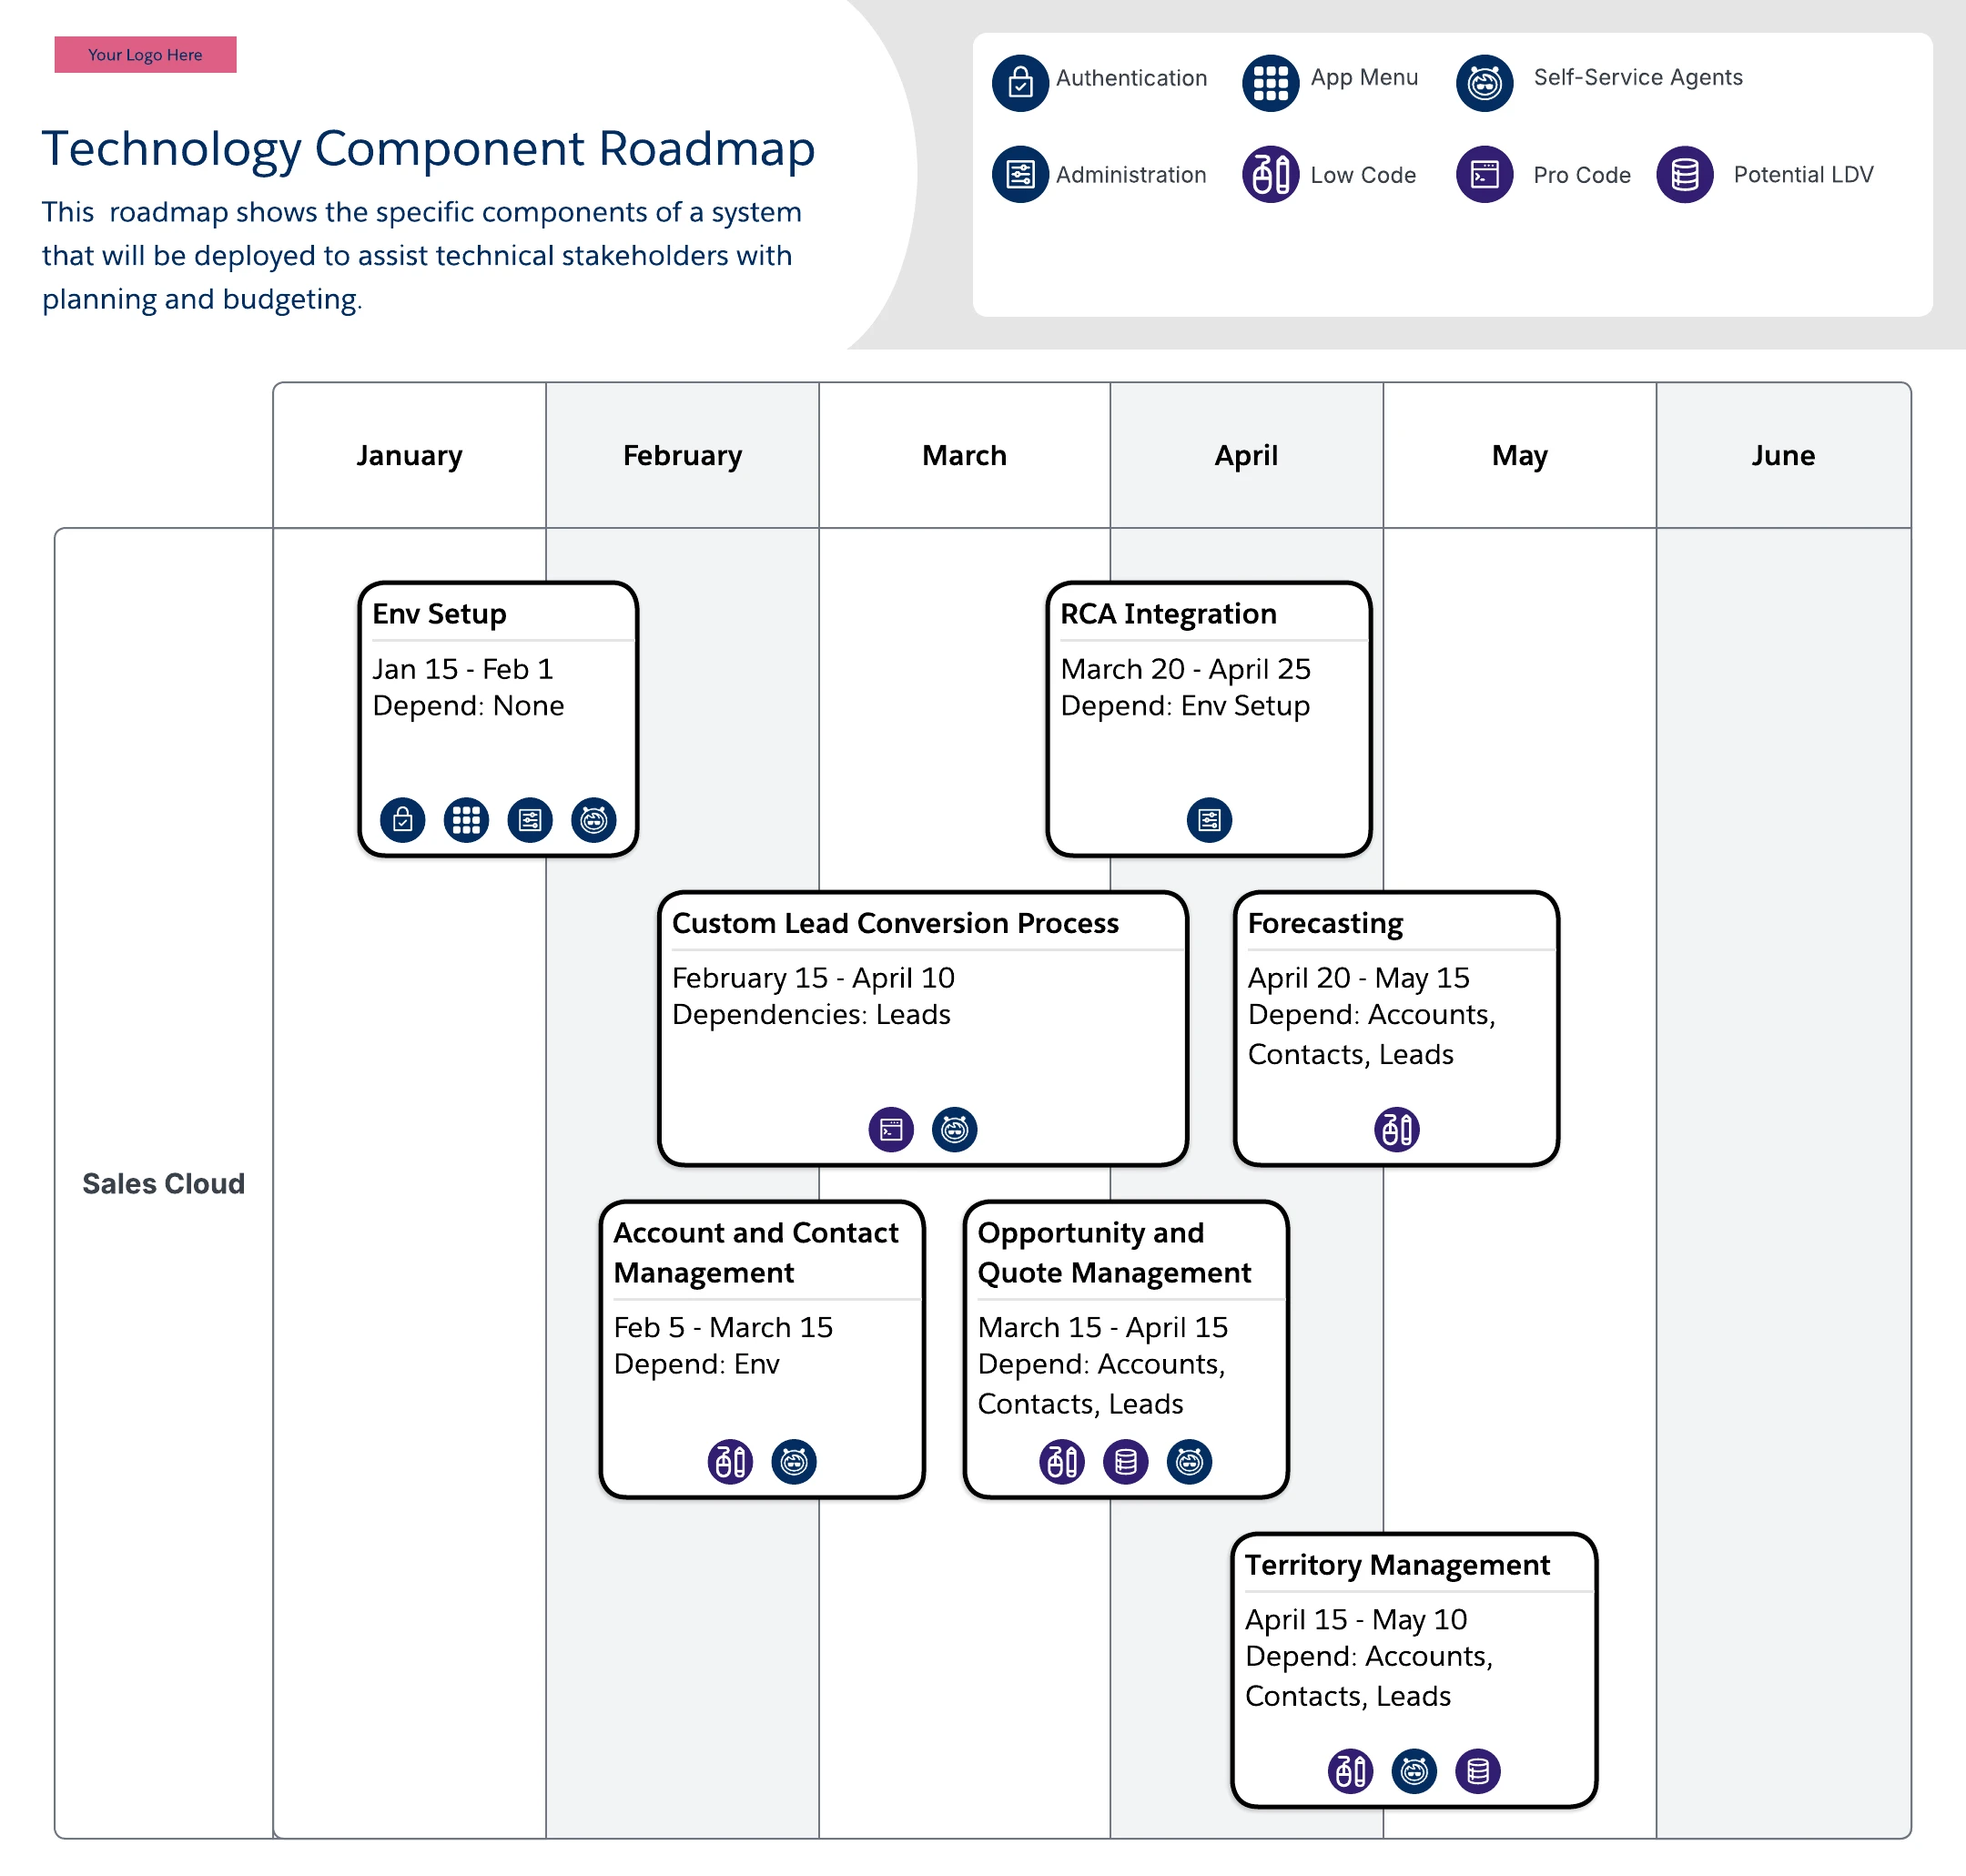 Your Logo Here
Technology Component Roadmap
This  roadmap shows the specific components of a system
that will be deployed to assist technical stakeholders with
planning and budgeting.
Authentication
App Menu
Self-Service Agents
Administration
Low Code
Pro Code
Potential LDV
January
February
March
April
May
June
Sales Cloud
Env Setup
Jan 15 - Feb 1
Depend: None
RCA Integration
March 20 - April 25
Depend: Env Setup
Custom Lead Conversion Process
February 15 - April 10
Dependencies: Leads
Forecasting
April 20 - May 15
Depend: Accounts,
Contacts, Leads
Account and Contact
Management
Feb 5 - March 15
Depend: Env
Opportunity and
Quote Management
March 15 - April 15
Depend: Accounts,
Contacts, Leads
Territory Management
April 15 - May 10
Depend: Accounts,
Contacts, Leads